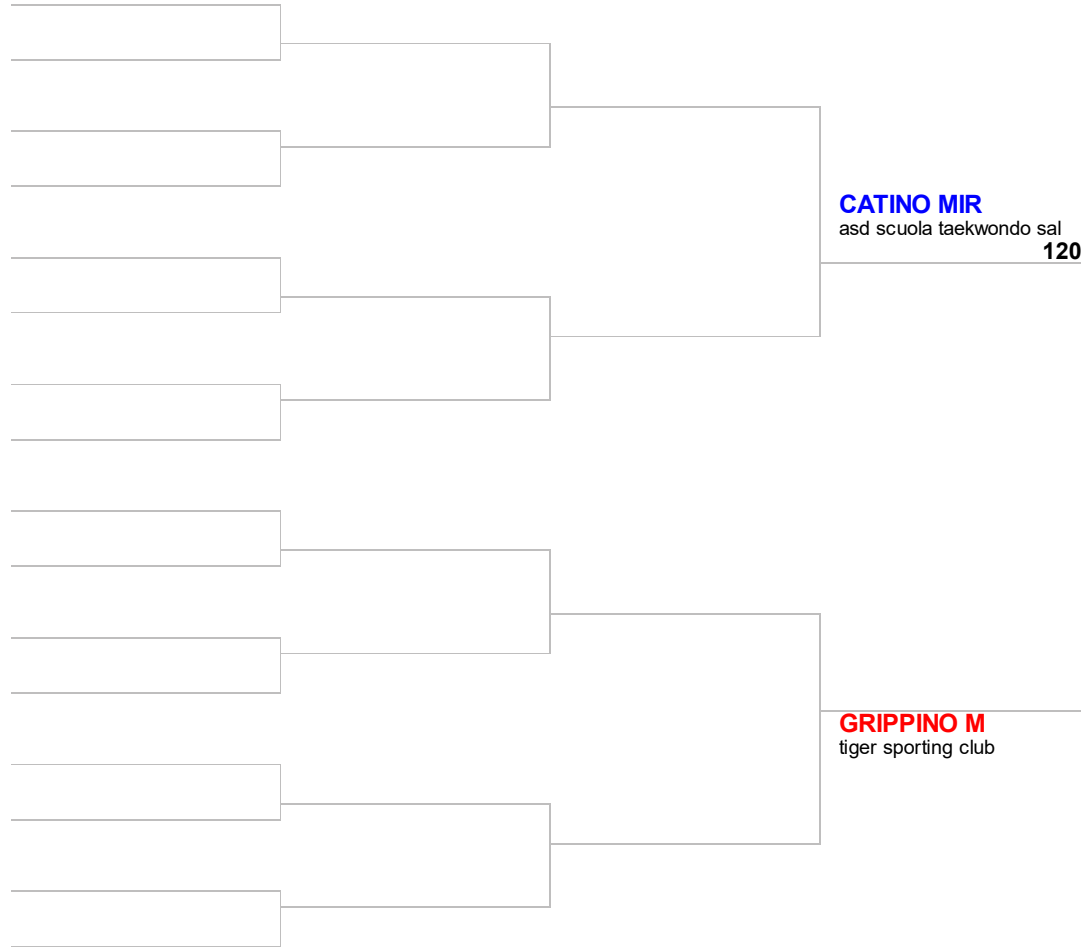 CATINO MIR
asd scuola taekwondo sal
120
GRIPPINO M
tiger sporting club